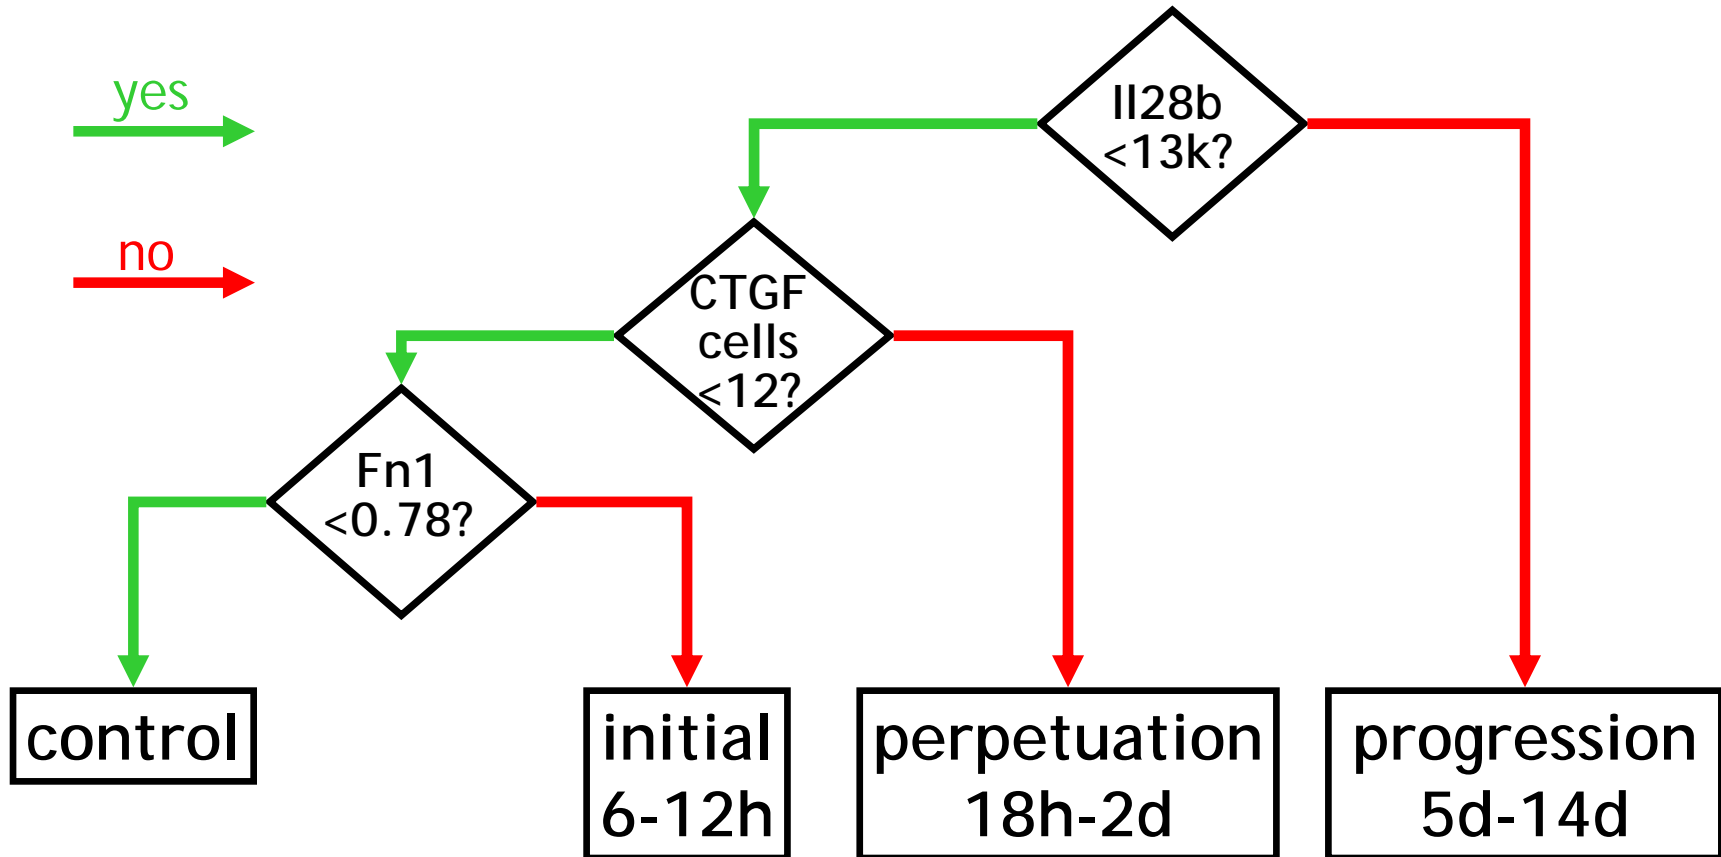 yes
no
Il28b
<13k?
CTGF
cells
<12?
Fn1
<0.78?
control
initial
6-12h
perpetuation
18h-2d
progression
5d-14d